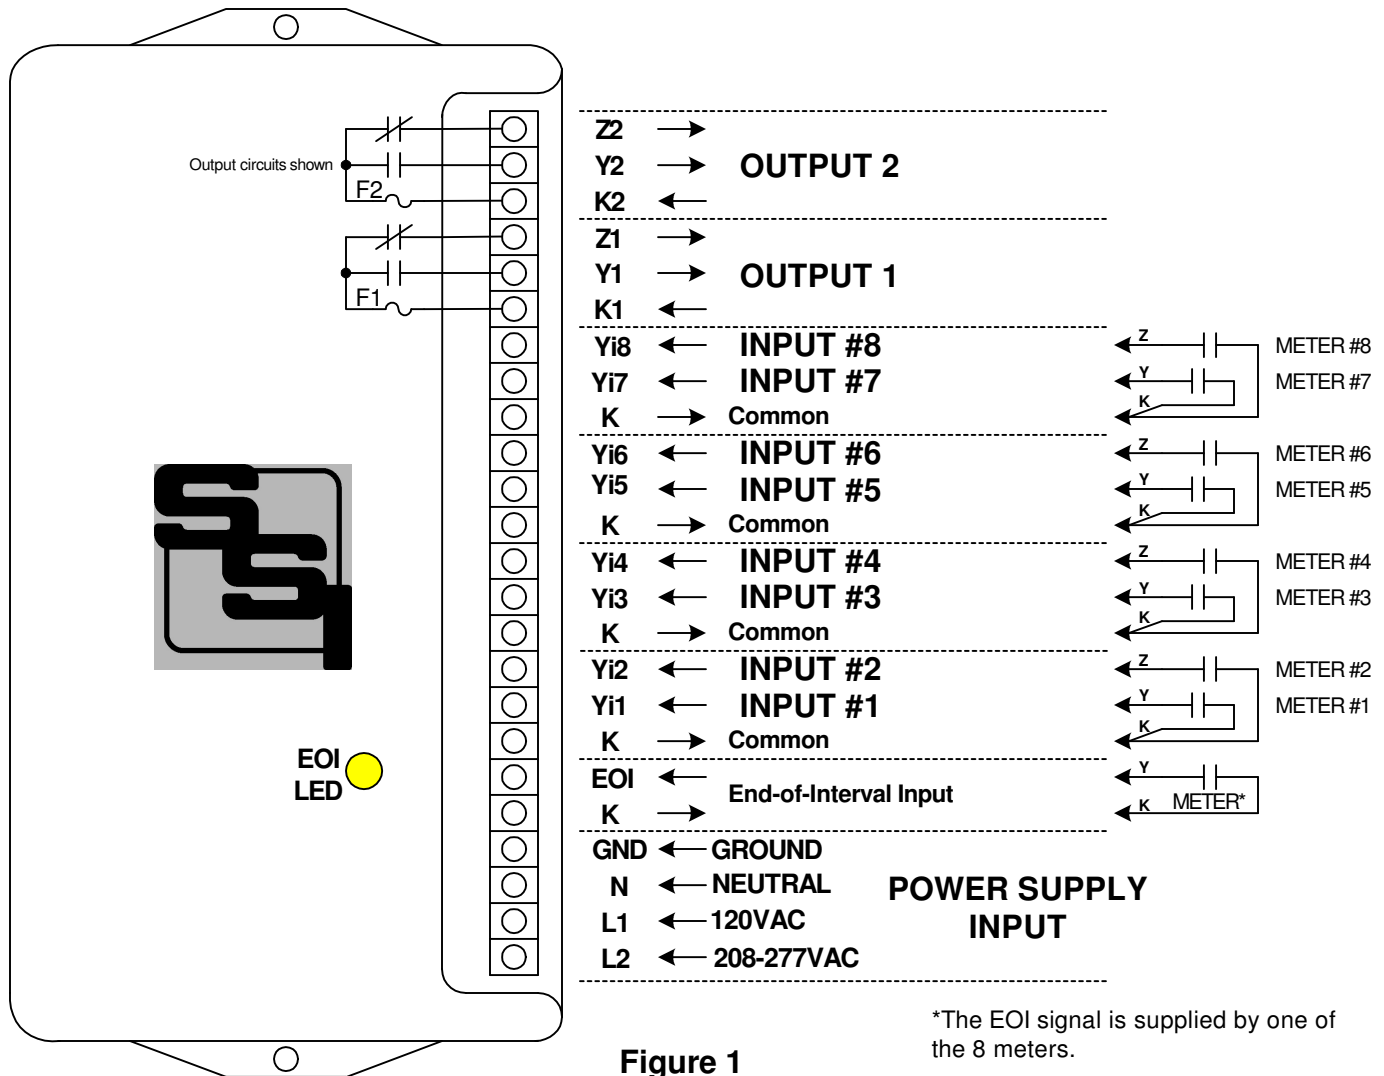 Z2
Y2 OUTPUT 2
Output circuits shown
F2
K2
Z1
Y1 OUTPUT 1
F1
K1
Yi8 INPUT #8 Z METER #8
Yi7 INPUT #7 Y METER #7
K Common K
Yi6 INPUT #6 Z METER #6
Yi5 INPUT #5 Y METER #5
K Common K
Yi4 INPUT #4 Z METER #4
Yi3 INPUT #3 Y METER #3
K Common K
SSI
Yi2 INPUT #2 Z METER #2
Yi1 INPUT #1 Y METER #1
K Common K
EOI
LED
EOI Y
End-of-Interval Input
K K METER*
GND GROUND
N NEUTRAL
L1 120VAC
L2 208-277VAC
POWER SUPPLY
INPUT
*The EOI signal is supplied by one of
the 8 meters.
Figure 1